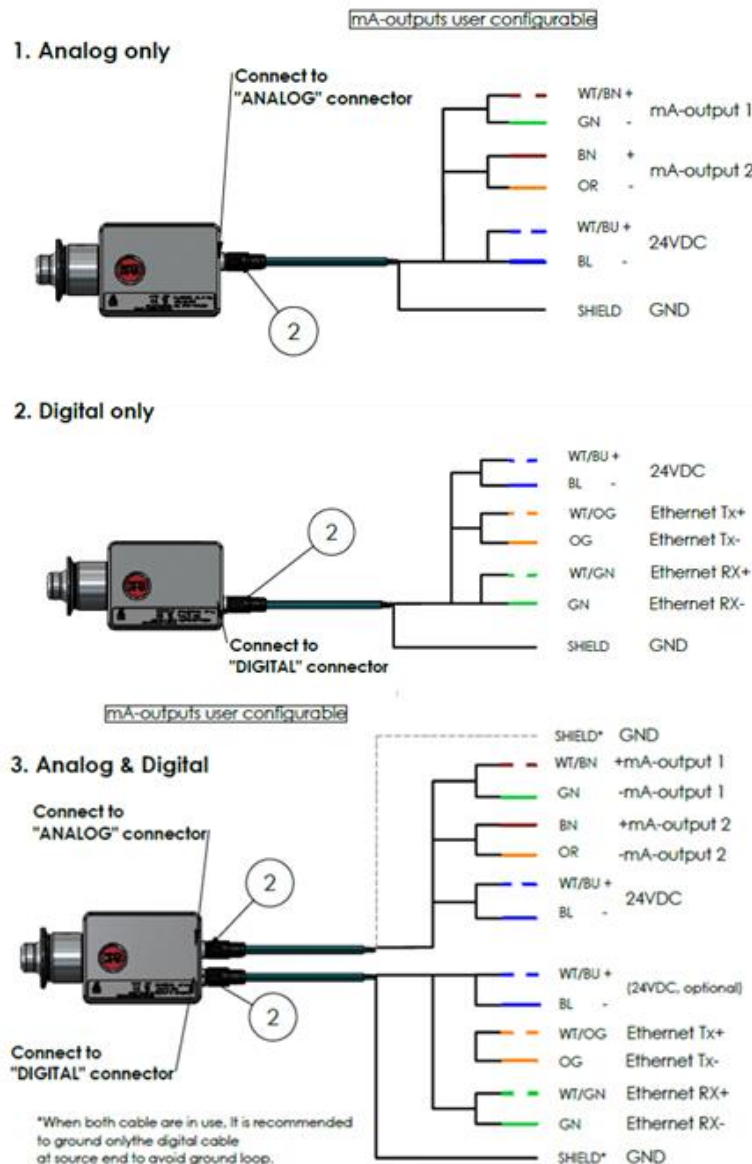 mA-outputs user configurable
1. Analog only
Connect to
"ANALOG" connector
WT/BN +
GN -
mA-output 1
BN +
OR -
mA-output 2
WT/BU +
BL -
24VDC
SHIELD GND
2
2. Digital only
WT/BU +
BL -
24VDC
WT/OG Ethernet Tx+
OG Ethernet Tx-
WT/GN Ethernet RX+
GN Ethernet RX-
SHIELD GND
2
Connect to
"DIGITAL" connector
mA-outputs user configurable
3. Analog & Digital
SHIELD* GND
WT/BN +mA-output 1
GN -mA-output 1
BN +mA-output 2
OR -mA-output 2
WT/BU +
BL -
24VDC
Connect to
"ANALOG" connector
2
2
Connect to
"DIGITAL" connector
WT/BU +
BL -
(24VDC, optional)
WT/OG Ethernet Tx+
OG Ethernet Tx-
WT/GN Ethernet RX+
GN Ethernet RX-
SHIELD* GND
*When both cable are in use, It is recommended
to ground onlythe digital cable
at source end to avoid ground loop.